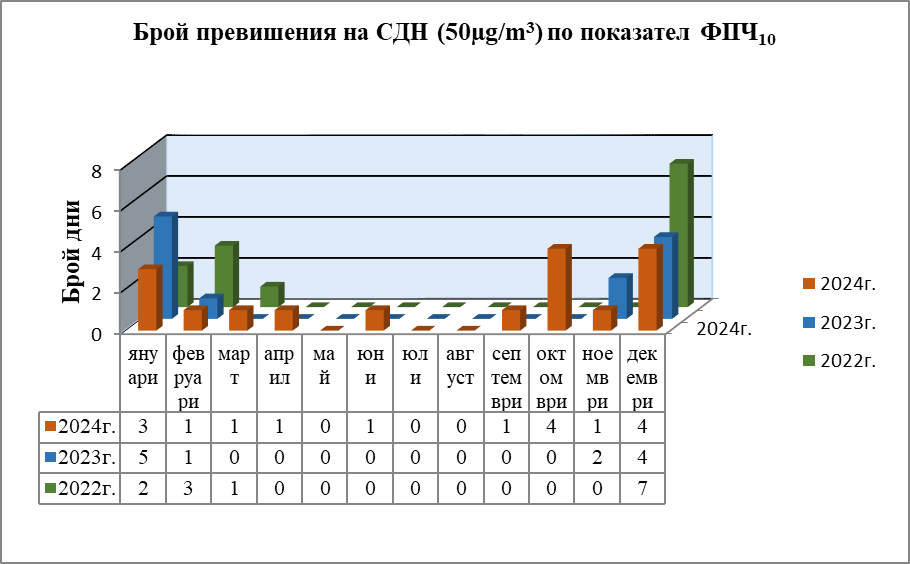 Брой превишения на СДН (50µg/m³) по показател ФПЧ₁₀
Брой дни
8
6
4
2
0
2024г.
2024г.
2023г.
2022г.
яну
ари
фев
руа
ри
мар
т
апр
ил
ма
й
юн
и
юл
и
авг
уст
сеп
тем
ври
окт
ом
ври
ное
мв
ри
дек
емв
ри
2024г. 3 1 1 1 0 1 0 0 1 4 1 4
2023г. 5 1 0 0 0 0 0 0 0 0 2 4
2022г. 2 3 1 0 0 0 0 0 0 0 0 7